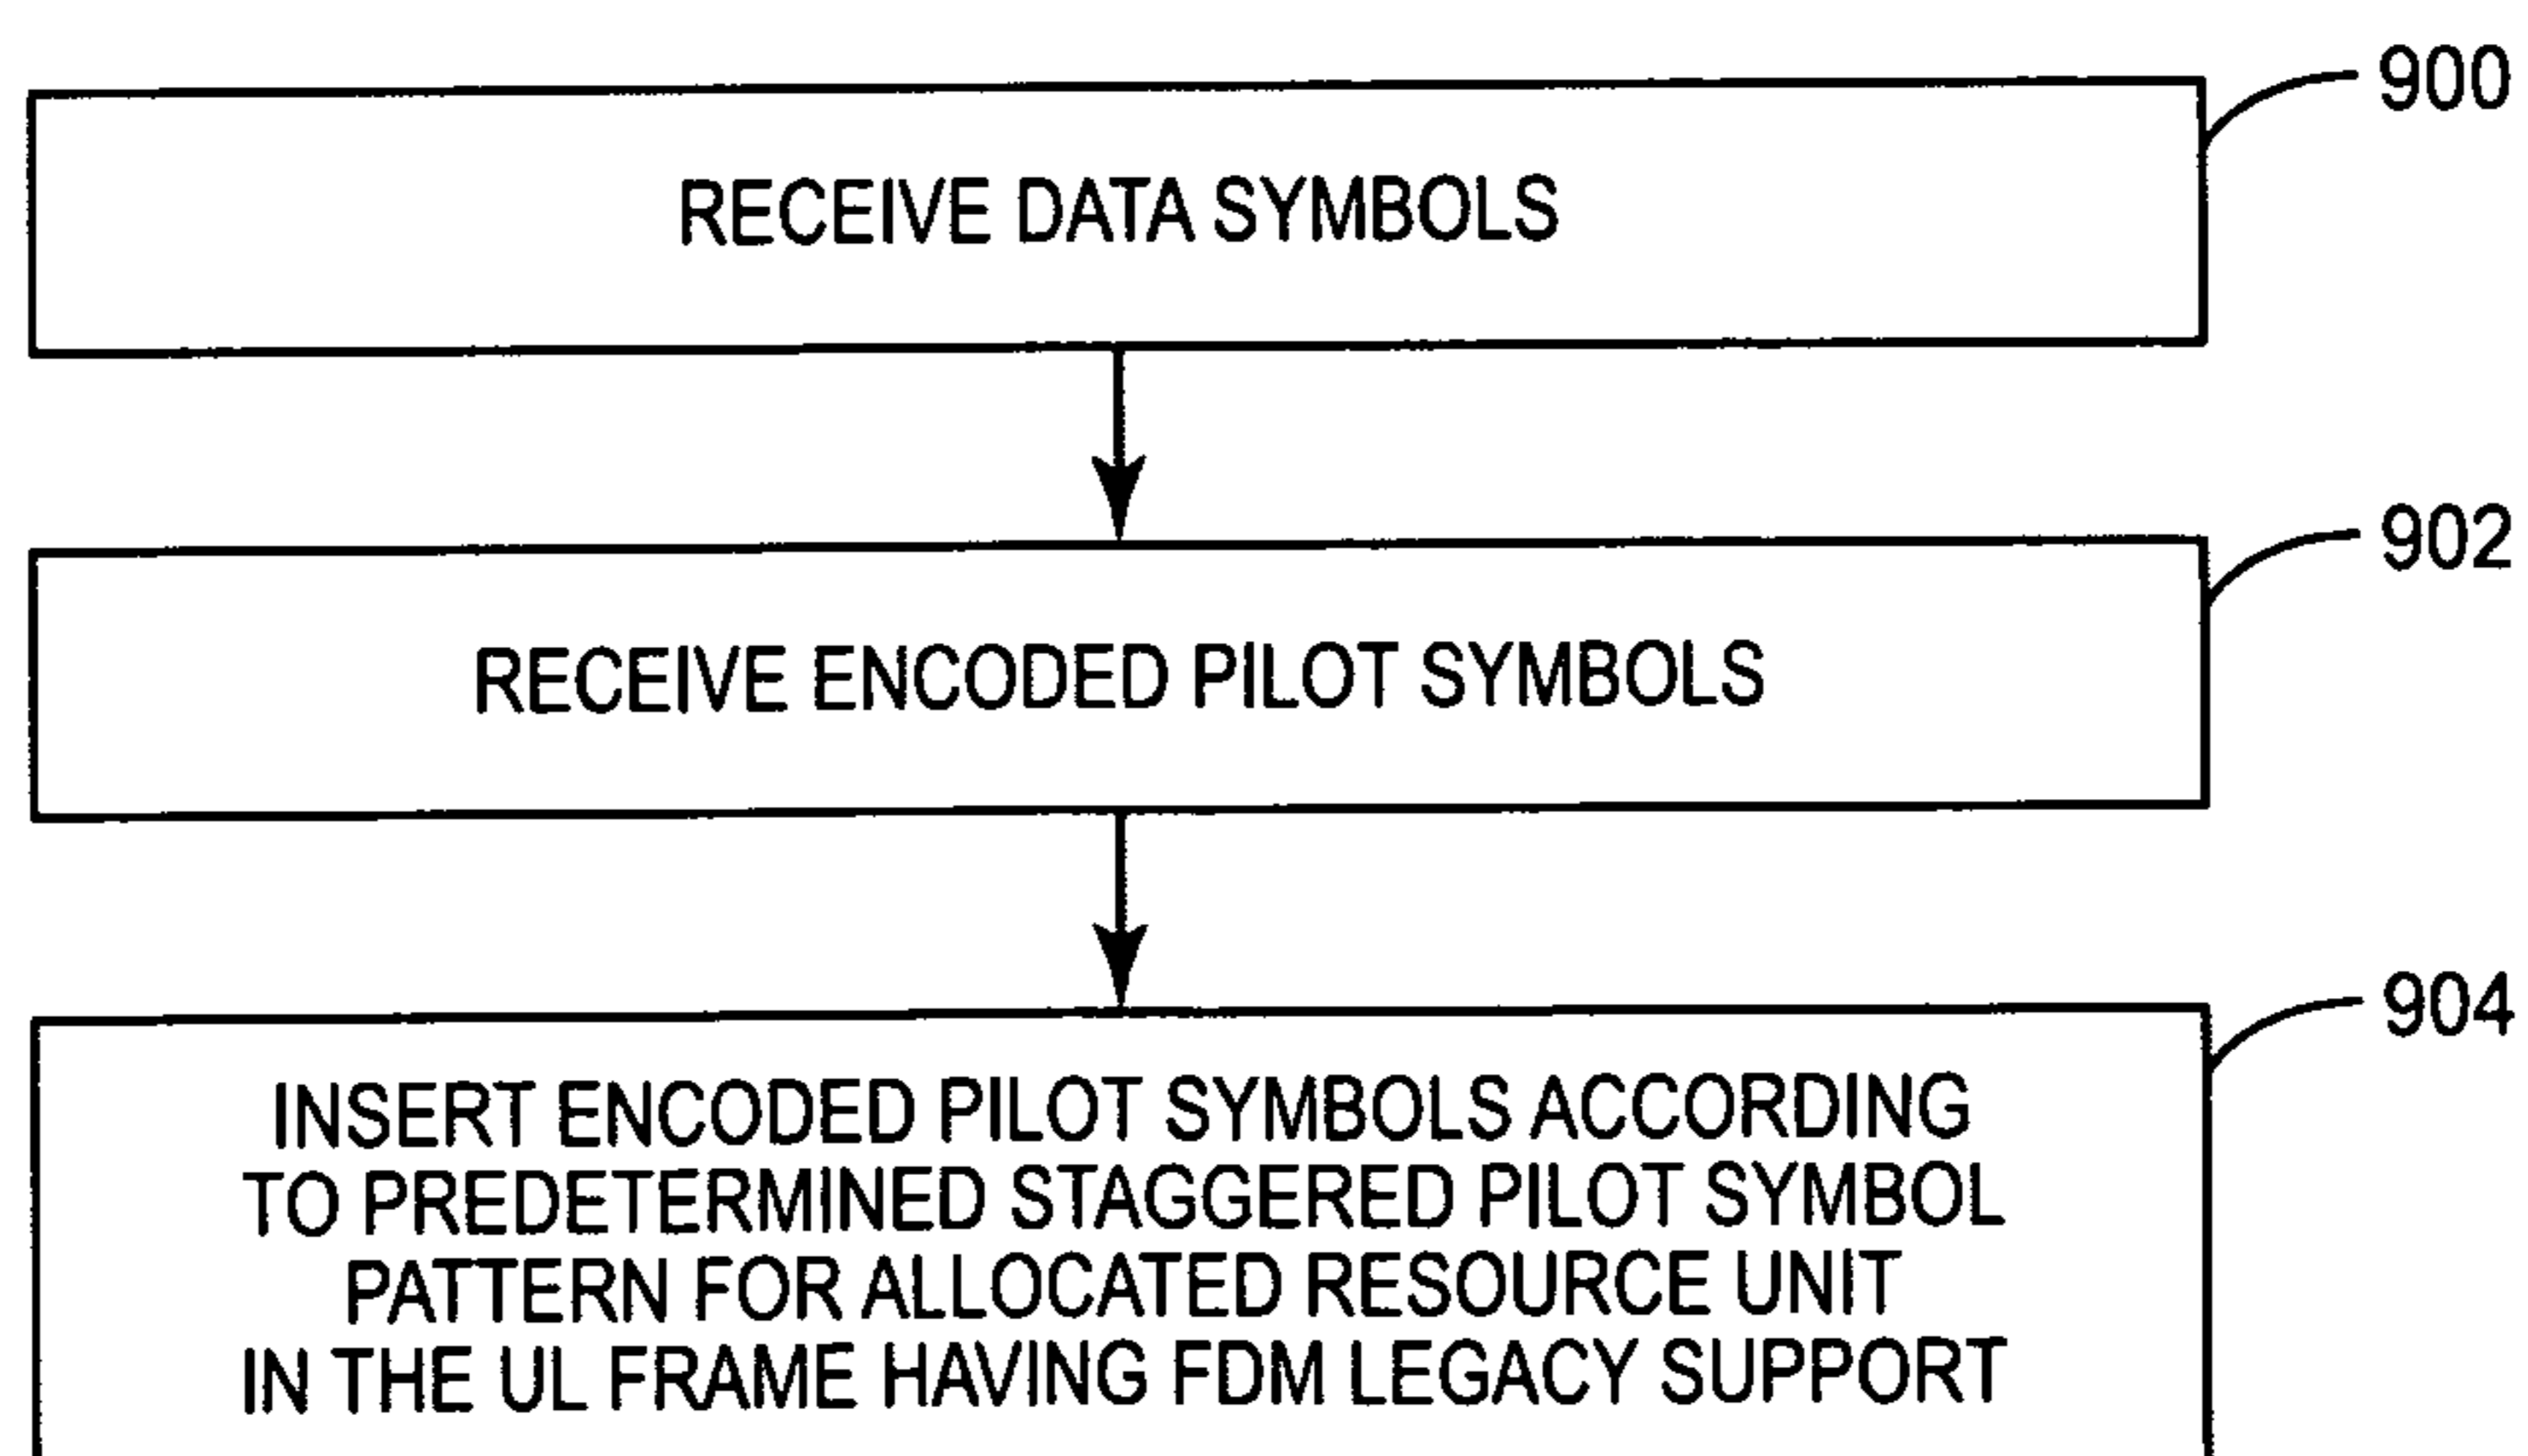 900
RECEIVE DATA SYMBOLS
902
RECEIVE ENCODED PILOT SYMBOLS
904
INSERT ENCODED PILOT SYMBOLS ACCORDING
TO PREDETERMINED STAGGERED PILOT SYMBOL
PATTERN FOR ALLOCATED RESOURCE UNIT
IN THE UL FRAME HAVING FDM LEGACY SUPPORT